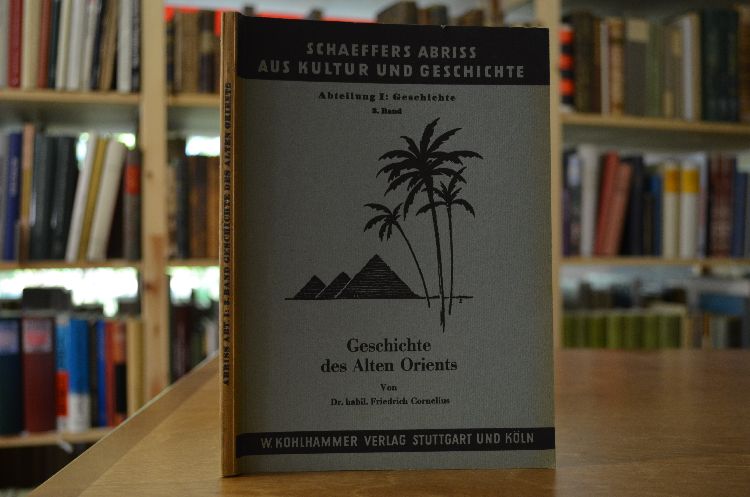 SCHAEFFERS ABRISS
AUS KULTUR UND GESCHICHTE
Abteilung I: Geschichte
3. Band
Geschichte
des Alten Orients
Von
Dr. habil. Friedrich Cornelius
W. KOHLHAMMER VERLAG STUTTGART UND KÖLN
ABRISS ABT. I: 3. BAND GESCHICHTE DES ALTEN ORIENTS